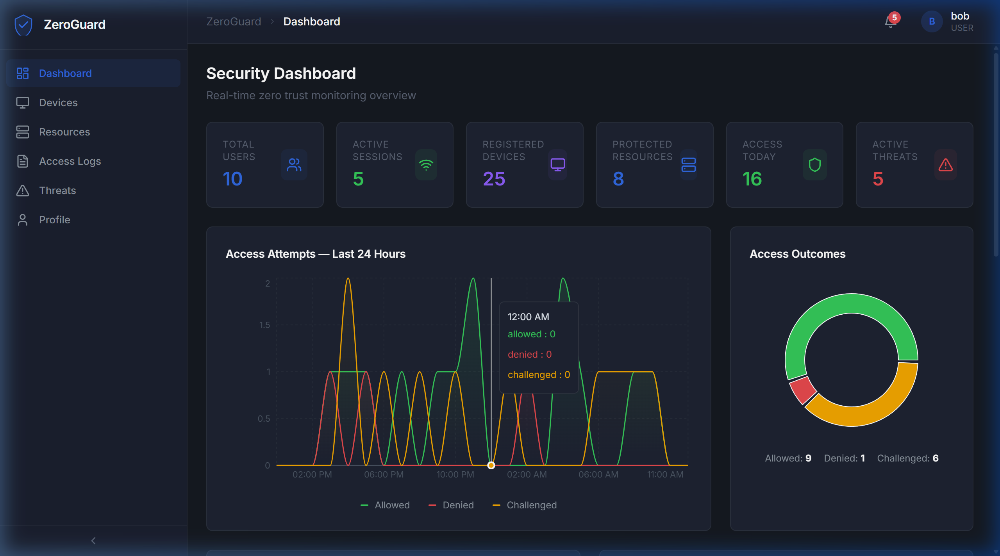 ZeroGuard
Dashboard
Devices
Resources
Access Logs
Threats
Profile
ZeroGuard > Dashboard
5
B
bob
USER
Security Dashboard
Real-time zero trust monitoring overview
TOTAL
USERS
10
ACTIVE
SESSIONS
5
REGISTERED
DEVICES
25
PROTECTED
RESOURCES
8
ACCESS
TODAY
16
ACTIVE
THREATS
5
Access Attempts — Last 24 Hours
2
1.5
1
0.5
0
02:00 PM
06:00 PM
10:00 PM
02:00 AM
06:00 AM
11:00 AM
12:00 AM
allowed : 0
denied : 0
challenged : 0
Allowed
Denied
Challenged
Access Outcomes
Allowed: 9 Denied: 1 Challenged: 6